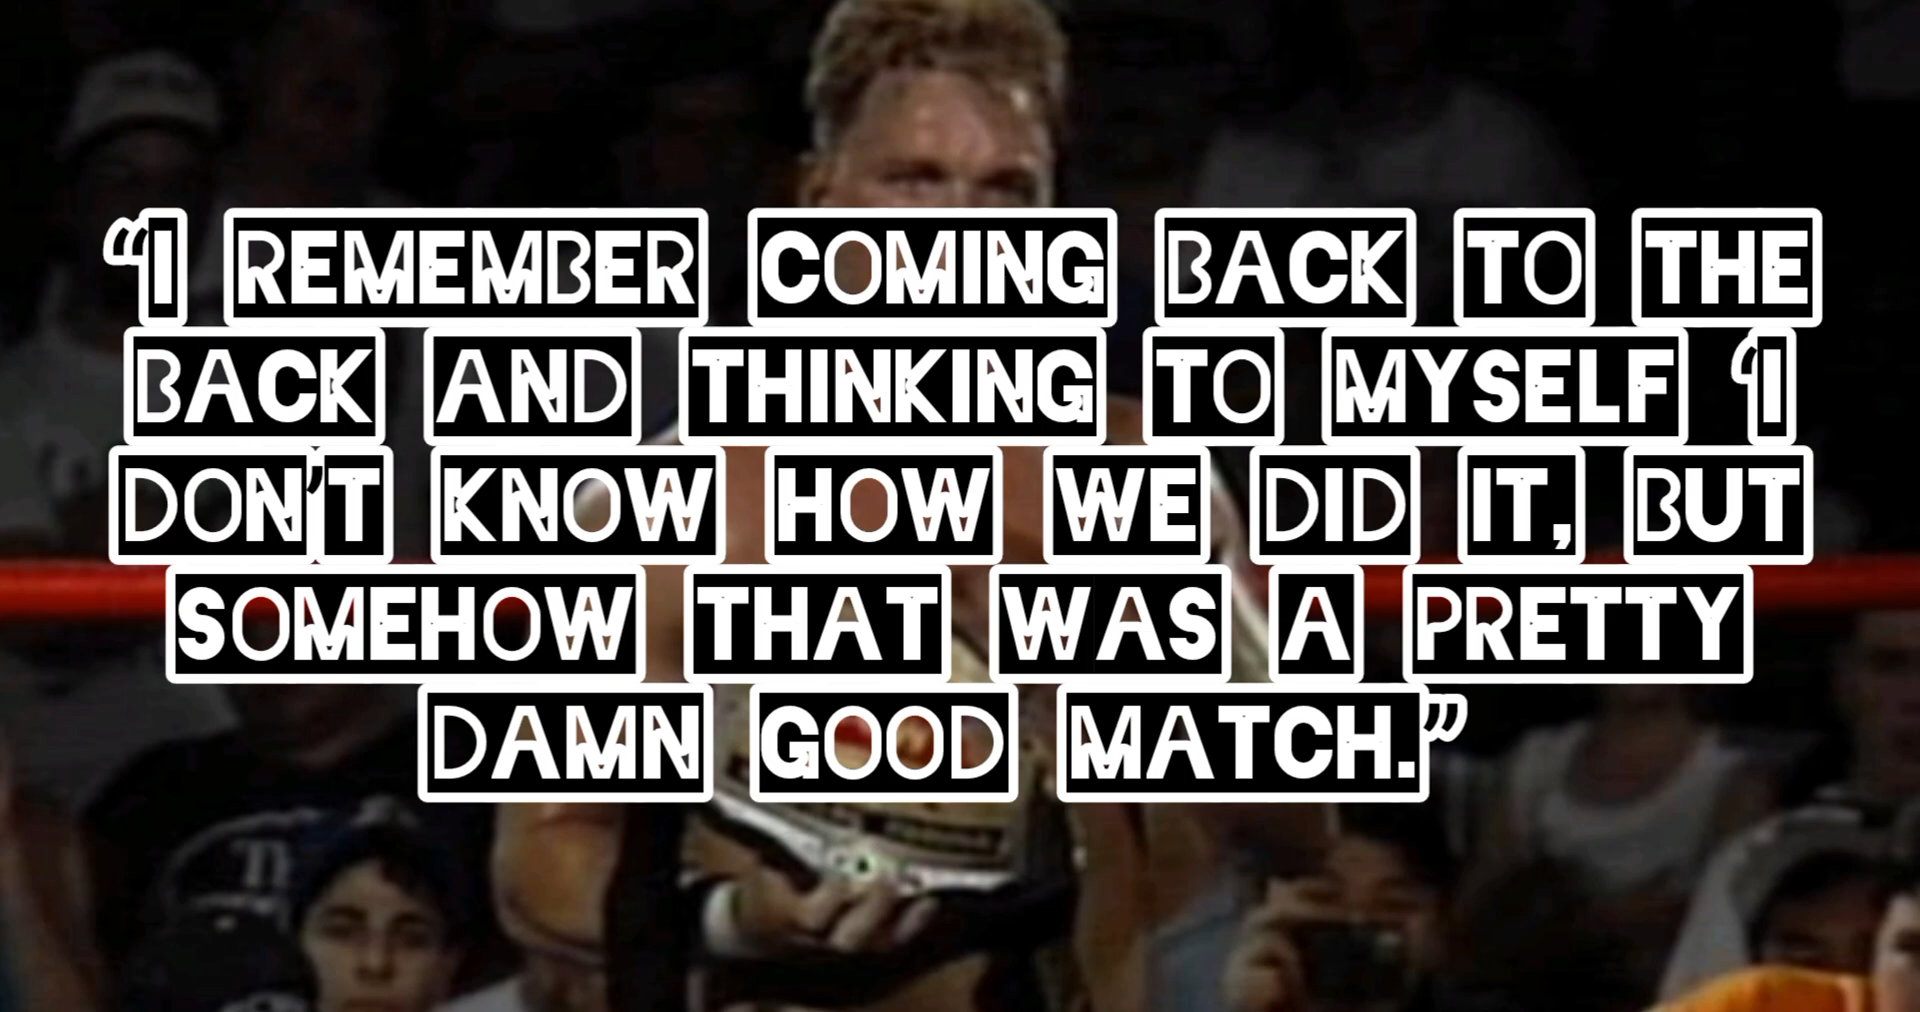 “I REMEMBER COMING BACK TO THE
BACK AND THINKING TO MYSELF ‘I
DON’T KNOW HOW WE DID IT, BUT
SOMEHOW THAT WAS A PRETTY
DAMN GOOD MATCH.”